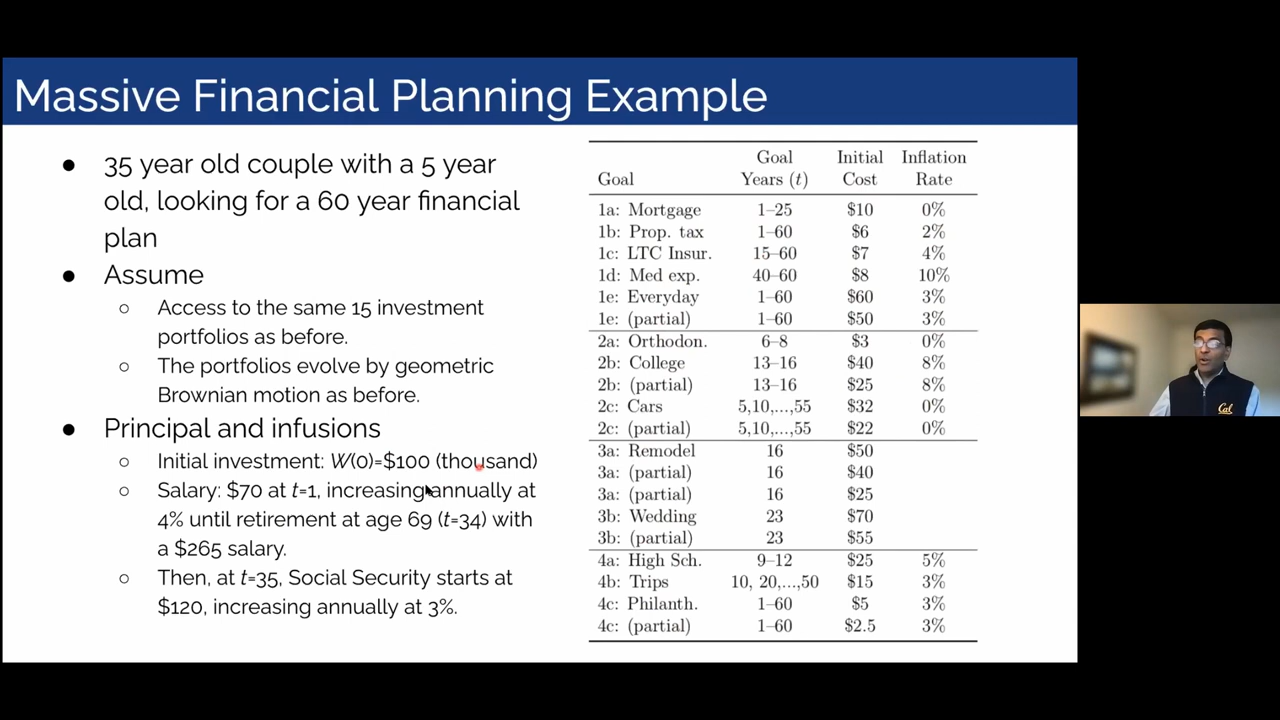 Massive Financial Planning Example
● 35 year old couple with a 5 year
old, looking for a 60 year financial
plan
● Assume
○ Access to the same 15 investment
portfolios as before.
○ The portfolios evolve by geometric
Brownian motion as before.
● Principal and infusions
○ Initial investment: W(0)=$100 (thousand)
○ Salary: $70 at t=1, increasing annually at
4% until retirement at age 69 (t=34) with
a $265 salary.
○ Then, at t=35, Social Security starts at
$120, increasing annually at 3%.
Goal Initial Inflation
Goal Years (t) Cost Rate
1a: Mortgage 1–25 $10 0%
1b: Prop. tax 1–60 $6 2%
1c: LTC Insur. 15–60 $7 4%
1d: Med exp. 40–60 $8 10%
1e: Everyday 1–60 $60 3%
1e: (partial) 1–60 $50 3%
2a: Orthodon. 6–8 $3 0%
2b: College 13–16 $40 8%
2b: (partial) 13–16 $25 8%
2c: Cars 5,10,...,55 $32 0%
2c: (partial) 5,10,...,55 $22 0%
3a: Remodel 16 $50
3a: (partial) 16 $40
3a: (partial) 16 $25
3b: Wedding 23 $70
3b: (partial) 23 $55
4a: High Sch. 9–12 $25 5%
4b: Trips 10, 20,...,50 $15 3%
4c: Philanth. 1–60 $5 3%
4c: (partial) 1–60 $2.5 3%
Cal